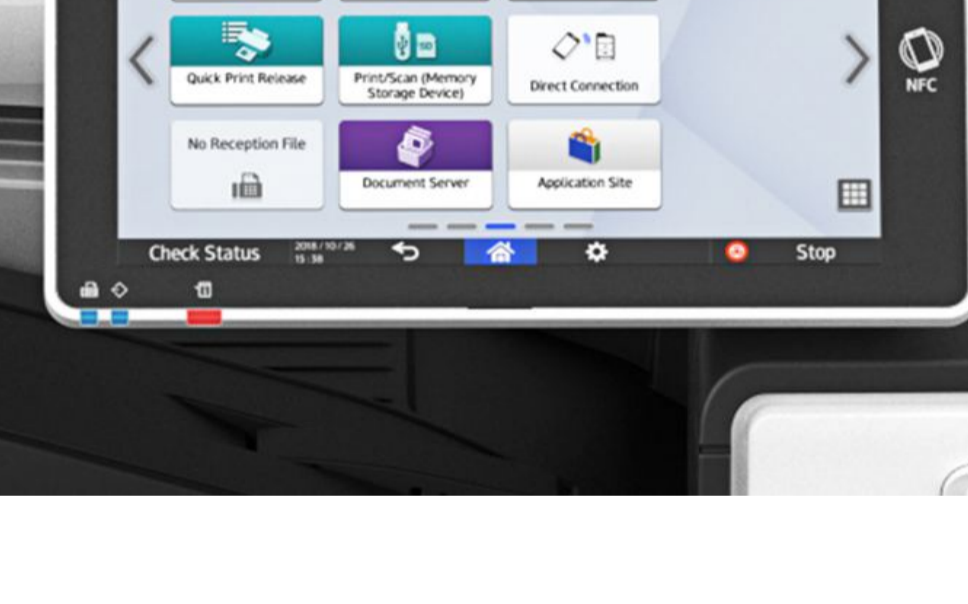 Quick Print Release
Print/Scan (Memory
Storage Device)
SD
Direct Connection
NFC
No Reception File
Document Server
Application Site
Check Status
2018/10/26
15:38
Stop